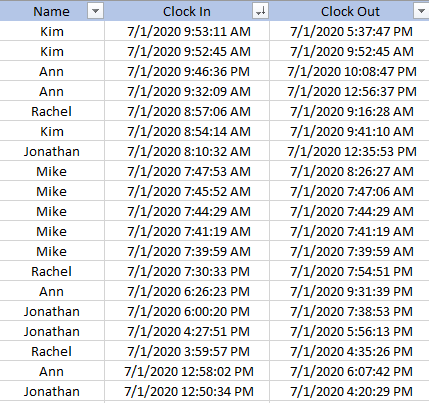 Name Clock In Clock Out
Kim 7/1/2020 9:53:11 AM 7/1/2020 5:37:47 PM
Kim 7/1/2020 9:52:45 AM 7/1/2020 9:52:45 AM
Ann 7/1/2020 9:46:36 PM 7/1/2020 10:08:47 PM
Ann 7/1/2020 9:32:09 AM 7/1/2020 12:56:37 PM
Rachel 7/1/2020 8:57:06 AM 7/1/2020 9:16:28 AM
Kim 7/1/2020 8:54:14 AM 7/1/2020 9:41:10 AM
Jonathan 7/1/2020 8:10:32 AM 7/1/2020 12:35:53 PM
Mike 7/1/2020 7:47:53 AM 7/1/2020 8:26:27 AM
Mike 7/1/2020 7:45:52 AM 7/1/2020 7:47:06 AM
Mike 7/1/2020 7:44:29 AM 7/1/2020 7:44:29 AM
Mike 7/1/2020 7:41:19 AM 7/1/2020 7:41:19 AM
Mike 7/1/2020 7:39:59 AM 7/1/2020 7:39:59 AM
Rachel 7/1/2020 7:30:33 PM 7/1/2020 7:54:51 PM
Ann 7/1/2020 6:26:23 PM 7/1/2020 9:31:39 PM
Jonathan 7/1/2020 6:00:20 PM 7/1/2020 7:38:53 PM
Jonathan 7/1/2020 4:27:51 PM 7/1/2020 5:56:13 PM
Rachel 7/1/2020 3:59:57 PM 7/1/2020 4:35:26 PM
Ann 7/1/2020 12:58:02 PM 7/1/2020 6:07:42 PM
Jonathan 7/1/2020 12:50:34 PM 7/1/2020 4:20:29 PM